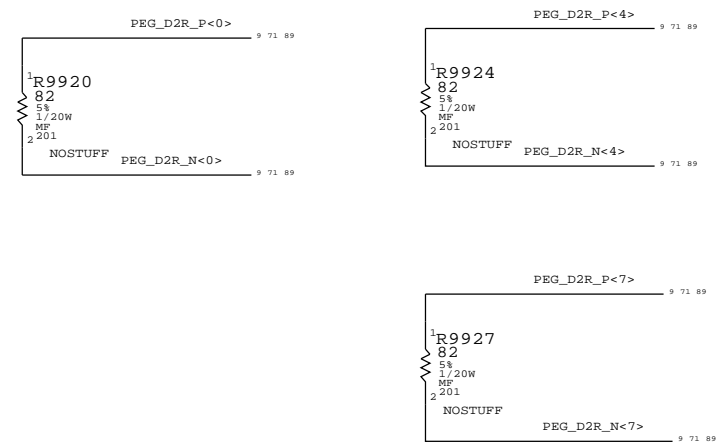 PEG_D2R_P<0>
9 71 89
1
R9920
82
5%
1/20W
MF
201
2
NOSTUFF
PEG_D2R_N<0>
9 71 89
PEG_D2R_P<4>
9 71 89
1
R9924
82
5%
1/20W
MF
201
2
NOSTUFF
PEG_D2R_N<4>
9 71 89
PEG_D2R_P<7>
9 71 89
1
R9927
82
5%
1/20W
MF
201
2
NOSTUFF
PEG_D2R_N<7>
9 71 89